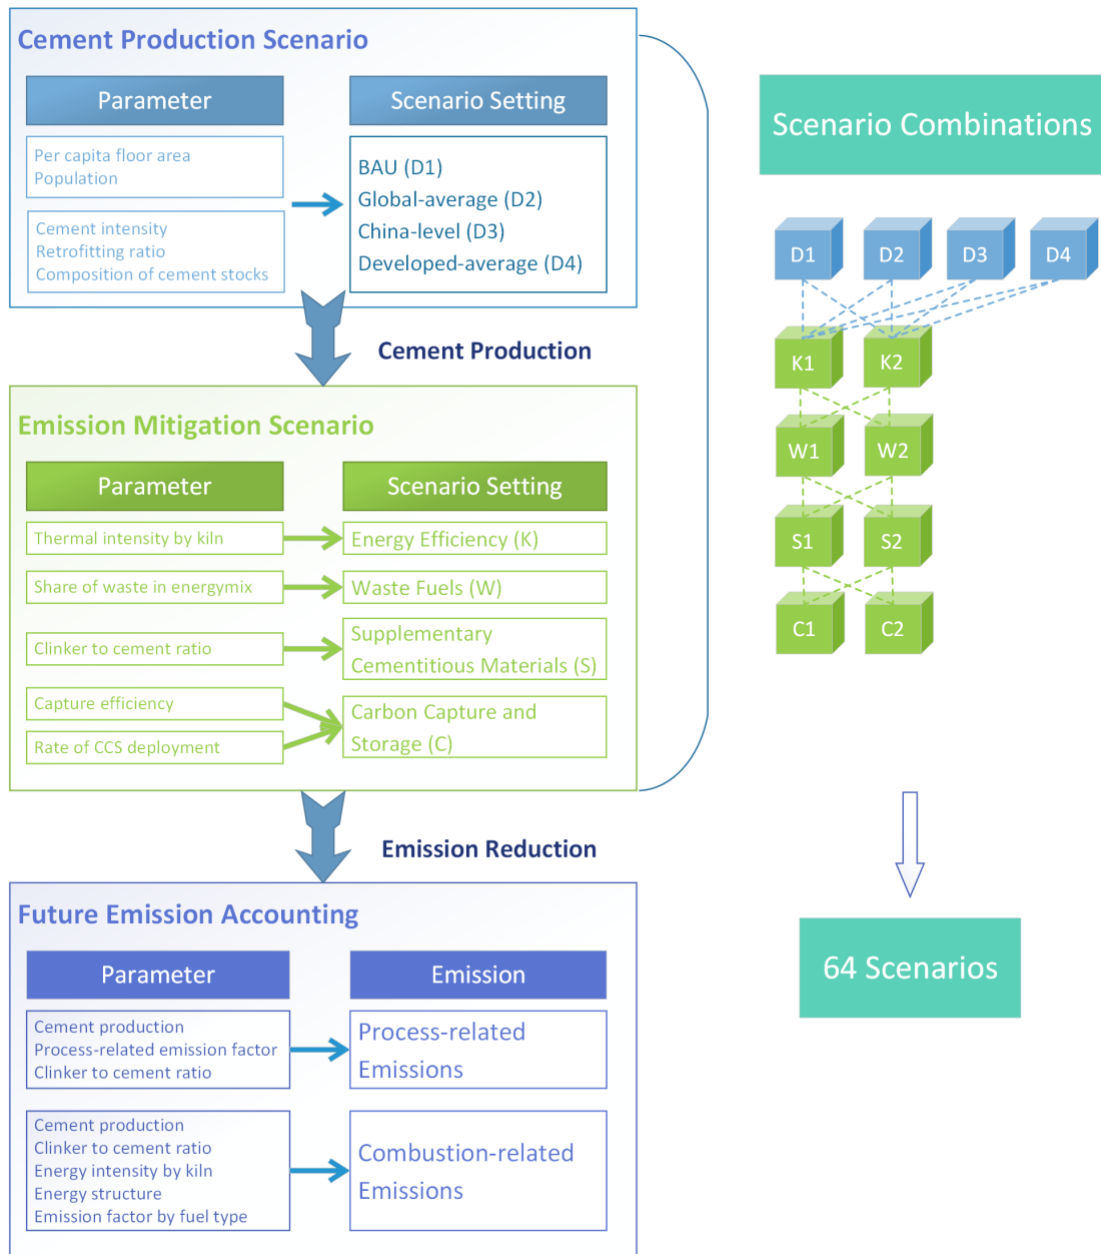 Cement Production Scenario
Parameter
Scenario Setting
Per capita floor area
Population
Cement intensity
Retrofitting ratio
Composition of cement stocks
BAU (D1)
Global-average (D2)
China-level (D3)
Developed-average (D4)
Cement Production
Emission Mitigation Scenario
Parameter
Scenario Setting
Thermal intensity by kiln
Energy Efficiency (K)
Share of waste in energymix
Waste Fuels (W)
Clinker to cement ratio
Supplementary
Cementitious Materials (S)
Capture efficiency
Rate of CCS deployment
Carbon Capture and
Storage (C)
Emission Reduction
Future Emission Accounting
Parameter
Emission
Cement production
Process-related emission factor
Clinker to cement ratio
Process-related
Emissions
Cement production
Clinker to cement ratio
Energy intensity by kiln
Energy structure
Emission factor by fuel type
Combustion-related
Emissions
Scenario Combinations
D1 D2 D3 D4
K1 K2
W1 W2
S1 S2
C1 C2
64 Scenarios